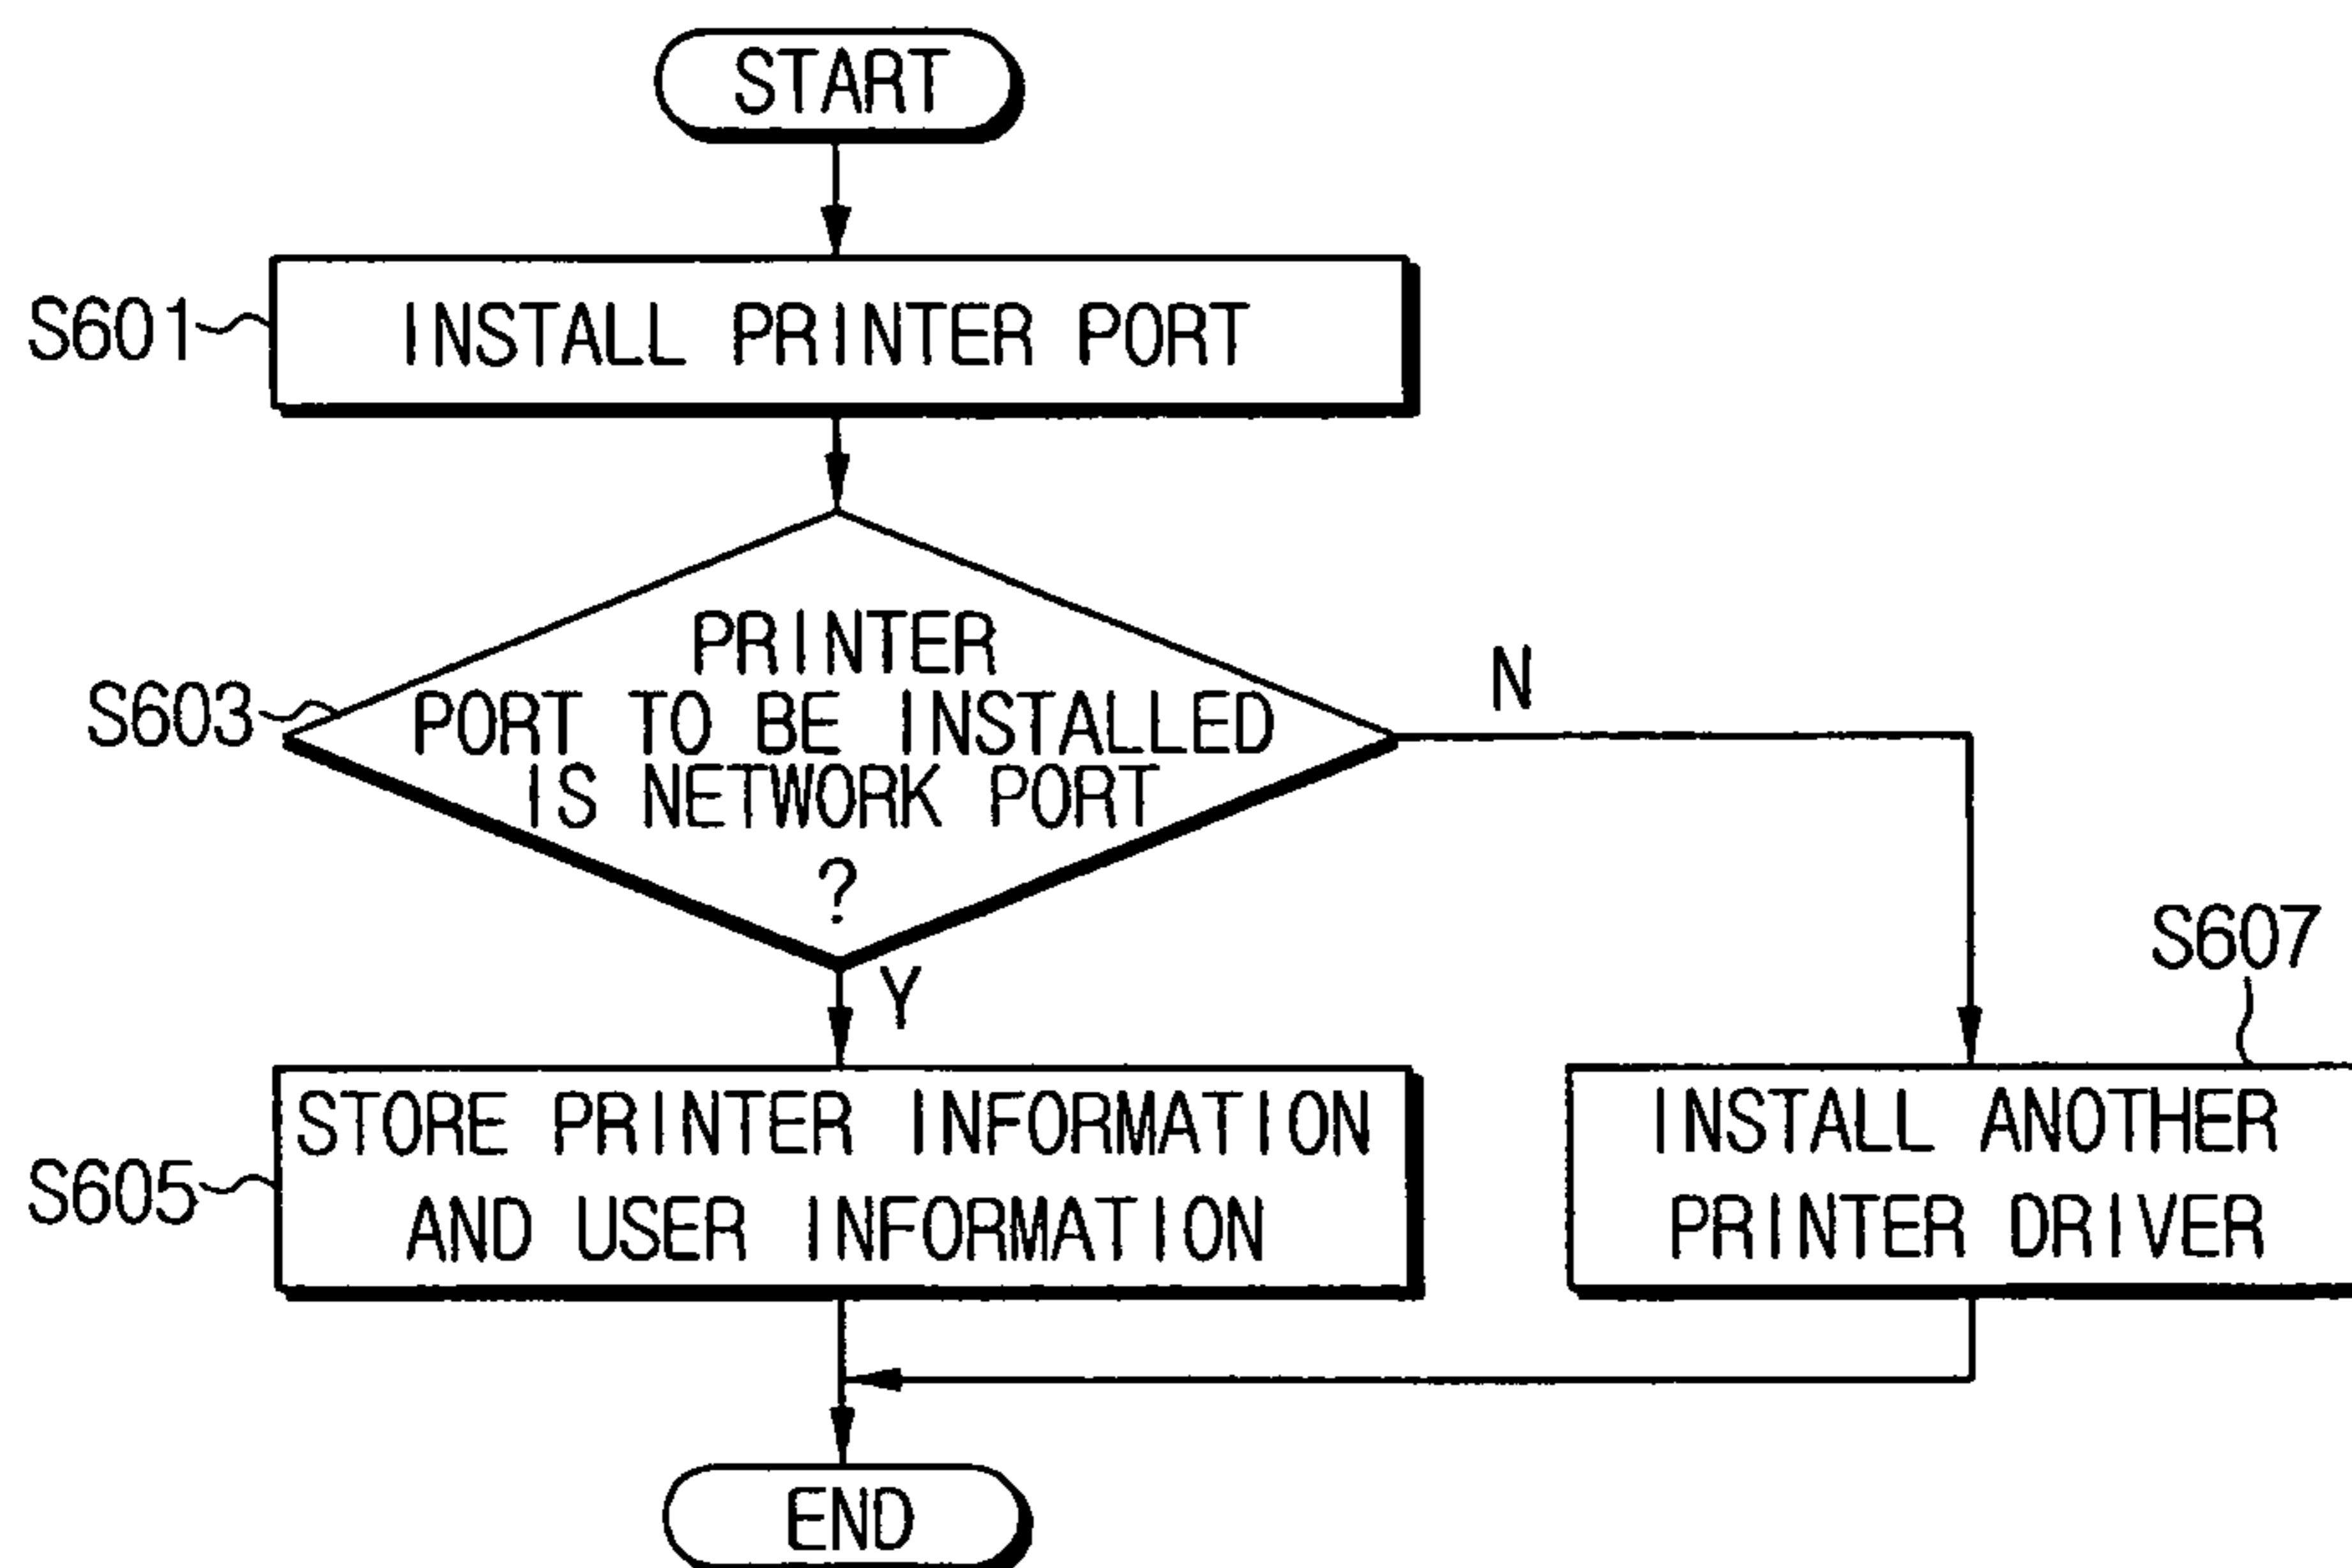 START
S601
INSTALL PRINTER PORT
S603
PRINTER
PORT TO BE INSTALLED
IS NETWORK PORT
?
N
Y
S607
S605
STORE PRINTER INFORMATION
AND USER INFORMATION
INSTALL ANOTHER
PRINTER DRIVER
END